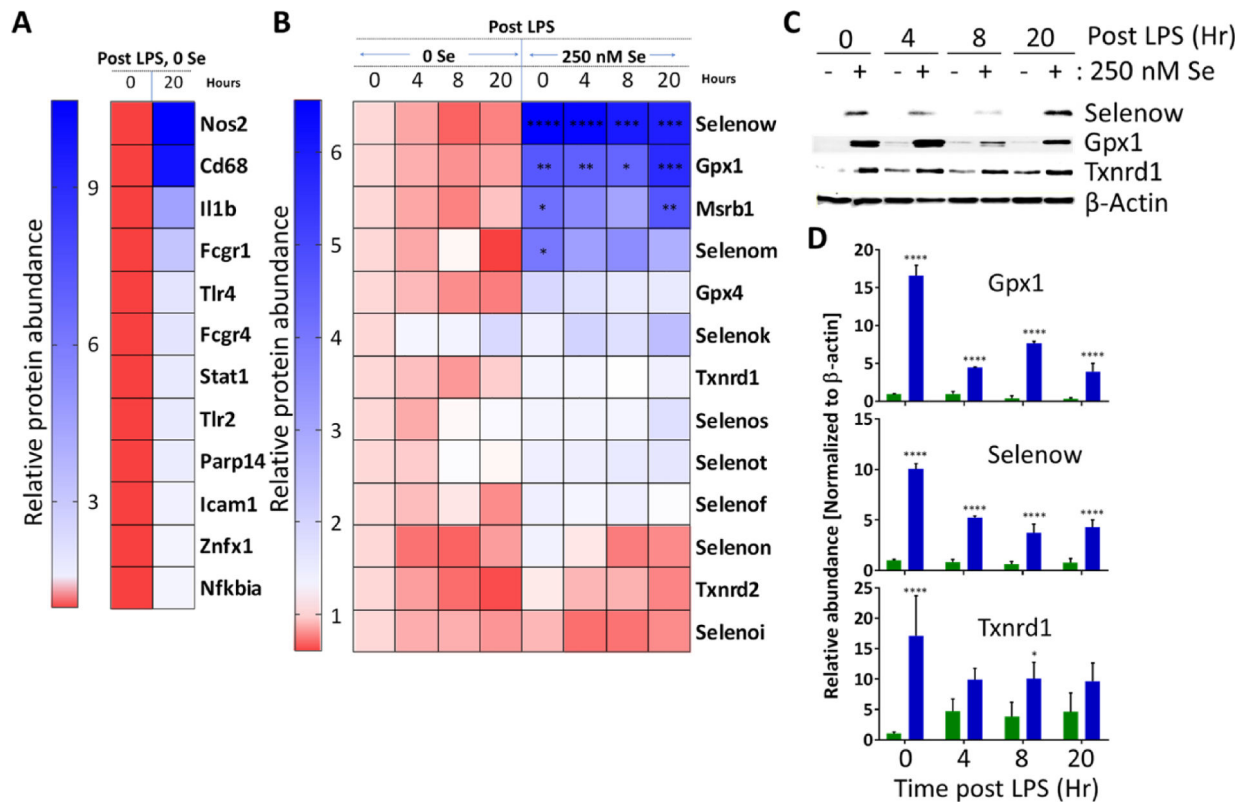 A
Post LPS, 0 Se
0 20 Hours
Relative protein abundance
9
6
3
Nos2
Cd68
Il1b
Fcgr1
Tlr4
Fcgr4
Stat1
Tlr2
Parp14
Icam1
Znfx1
Nfkbia
B
Post LPS
0 Se 250 nM Se
0 4 8 20 0 4 8 20 Hours
Relative protein abundance
6
5
4
3
2
1
**** **** *** *** Selenow
** ** * *** Gpx1
* ** Msrb1
* Selenom
Gpx4
Selenok
Txnrd1
Selenos
Selenot
Selenof
Selenon
Txnrd2
Selenoi
C
0 4 8 20 Post LPS (Hr)
- + - + - + - + : 250 nM Se
Selenow
Gpx1
Txnrd1
β-Actin
D
Relative abundance [Normalized to β-actin]
Gpx1
20
15
10
5
0
**** **** **** ****
Selenow
15
10
5
0
**** **** **** ****
Txnrd1
25
20
15
10
5
0
**** *
0 4 8 20
Time post LPS (Hr)